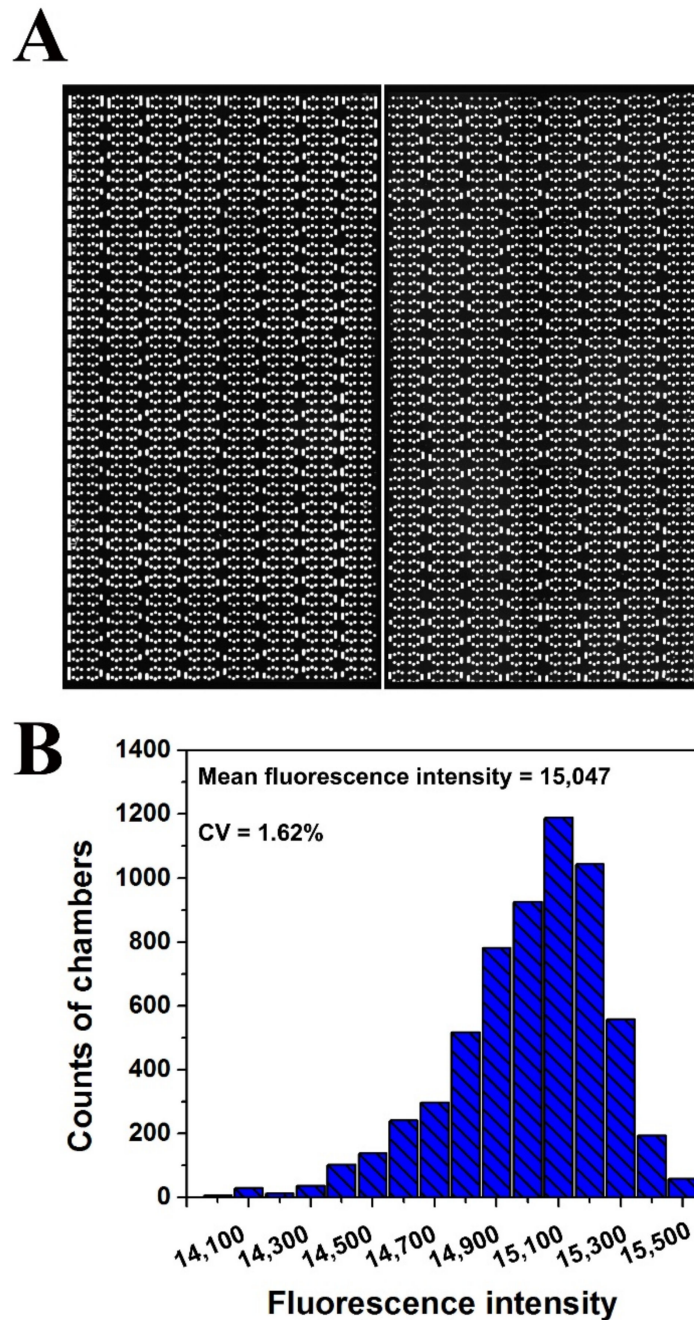 A
B
1400
Mean fluorescence intensity = 15,047
1200
CV = 1.62%
1000
800
600
400
200
0
Counts of chambers
14,100 14,300 14,500 14,700 14,900 15,100 15,300 15,500
Fluorescence intensity